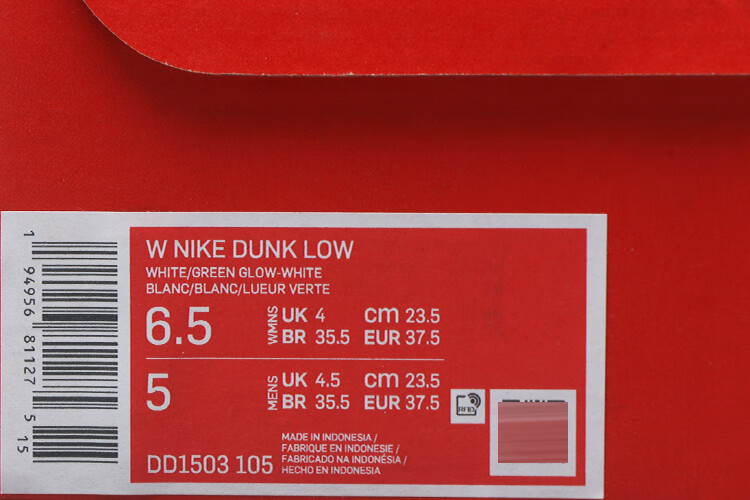 W NIKE DUNK LOW
WHITE/GREEN GLOW-WHITE
BLANC/BLANC/LUEUR VERTE
6.5 WMNS UK 4 cm 23.5
BR 35.5 EUR 37.5
5 MENS UK 4.5 cm 23.5
BR 35.5 EUR 37.5
RFID
DD1503 105
MADE IN INDONESIA /
FABRIQUE EN INDONESIE /
FABRICADO NA INDONÉSIA /
HECHO EN INDONESIA
1 94956 81127 5 15